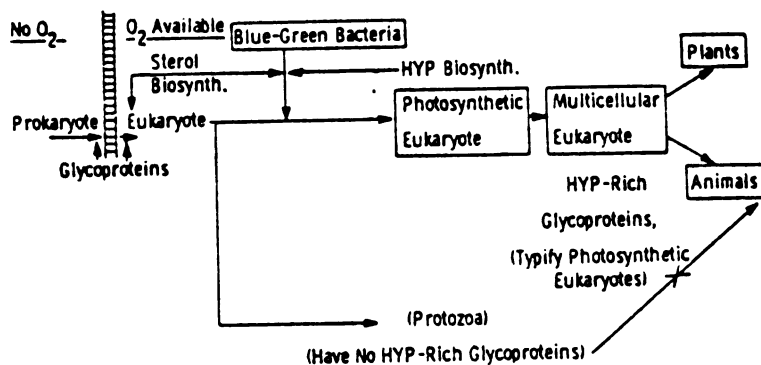 No O₂
O₂ Available
Blue-Green Bacteria
Plants
Sterol
Biosynth.
HYP Biosynth.
Prokaryote
Eukaryote
Photosynthetic
Eukaryote
Multicellular
Eukaryote
Glycoproteins
Animals
HYP-Rich
Glycoproteins,
(Typify Photosynthetic
Eukaryotes)
(Protozoa)
(Have No HYP-Rich Glycoproteins)